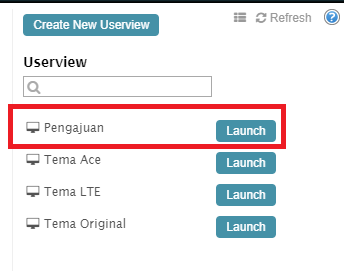 Create New Userview
Refresh ?
Userview
Pengajuan Launch
Tema Ace Launch
Tema LTE Launch
Tema Original Launch